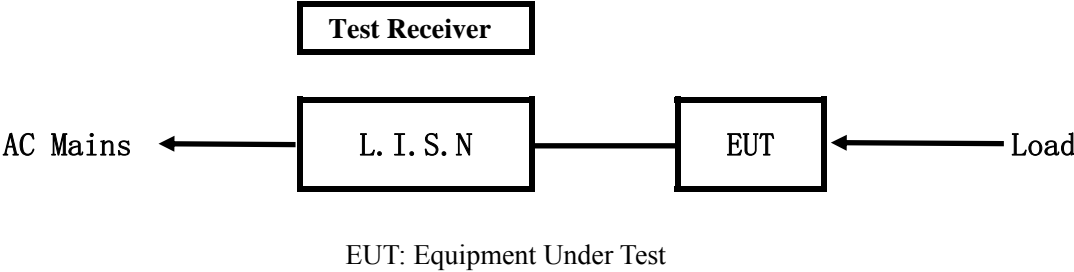 Test Receiver
AC Mains L.I.S.N EUT Load
EUT: Equipment Under Test